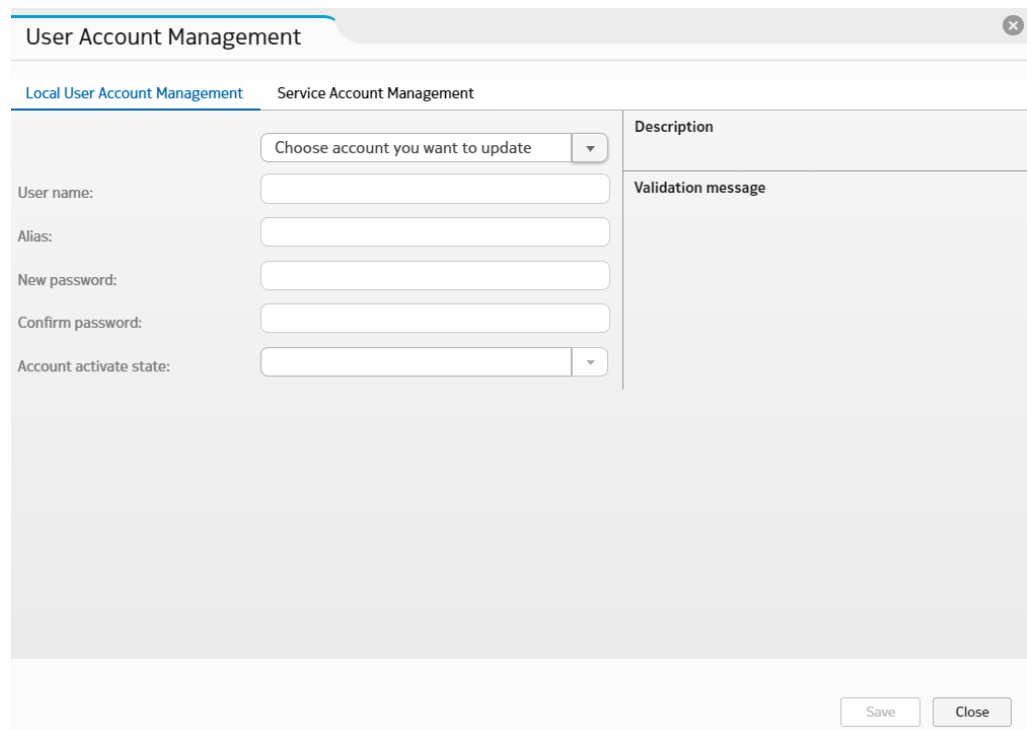 User Account Management
Local User Account Management
Service Account Management
Choose account you want to update
Description
User name:
Validation message
Alias:
New password:
Confirm password:
Account activate state:
Save
Close